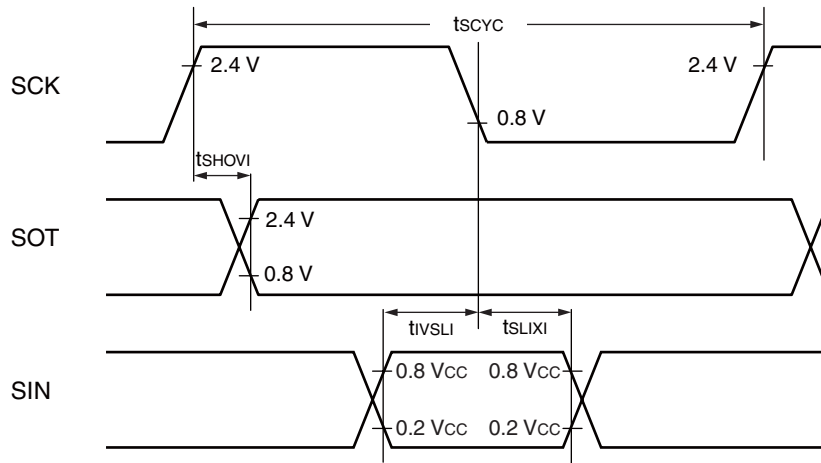 tSCYC
SCK
2.4 V
2.4 V
0.8 V
tSHOVI
SOT
2.4 V
0.8 V
tIVSLI
tSLIXI
SIN
0.8 VCC
0.8 VCC
0.2 VCC
0.2 VCC